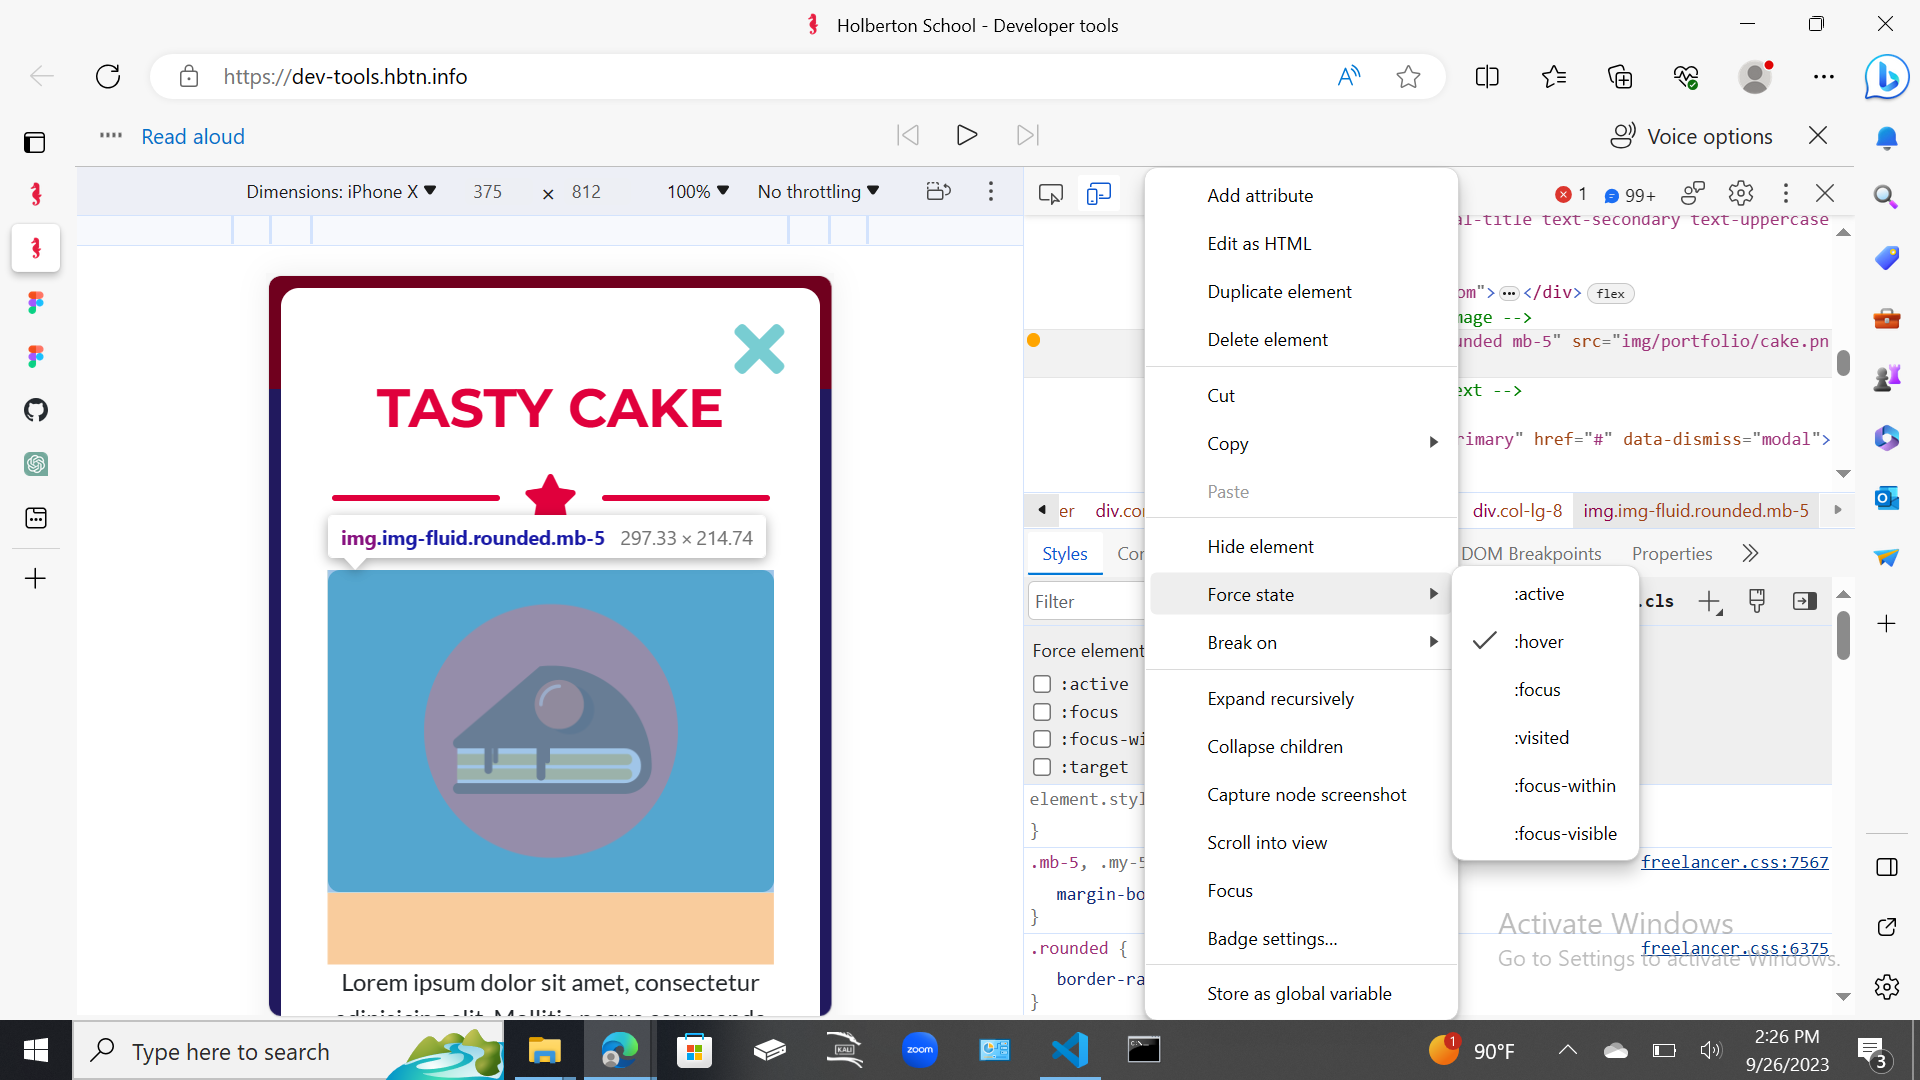 Holberton School - Developer tools
https://dev-tools.hbtn.info
Read aloud
Voice options
Dimensions: iPhone X ▼ 375 × 812 100% ▼ No throttling ▼
1 99+
TASTY CAKE
img.img-fluid.rounded.mb-5 297.33 × 214.74
Lorem ipsum dolor sit amet, consectetur
al-title text-secondary text-uppercase
om"> </div> flex
mage -->
unded mb-5" src="img/portfolio/cake.pn
ext -->
rimary" href="#" data-dismiss="modal">
er div.co div.col-lg-8 img.img-fluid.rounded.mb-5
Styles Co DOM Breakpoints Properties
Filter .cls
Force element
:active
:focus
:focus-wi
:target
element.styl
}
.mb-5, .my-5 freelancer.css:7567
margin-bo
}
.rounded { freelancer.css:6375
border-ra
}
Add attribute
Edit as HTML
Duplicate element
Delete element
Cut
Copy
Paste
Hide element
Force state
Break on
Expand recursively
Collapse children
Capture node screenshot
Scroll into view
Focus
Badge settings...
Store as global variable
:active
:hover
:focus
:visited
:focus-within
:focus-visible
Activate Windows
Go to Settings to activate Windows.
Type here to search
zoom
KALI
1
90°F
2:26 PM
9/26/2023
3